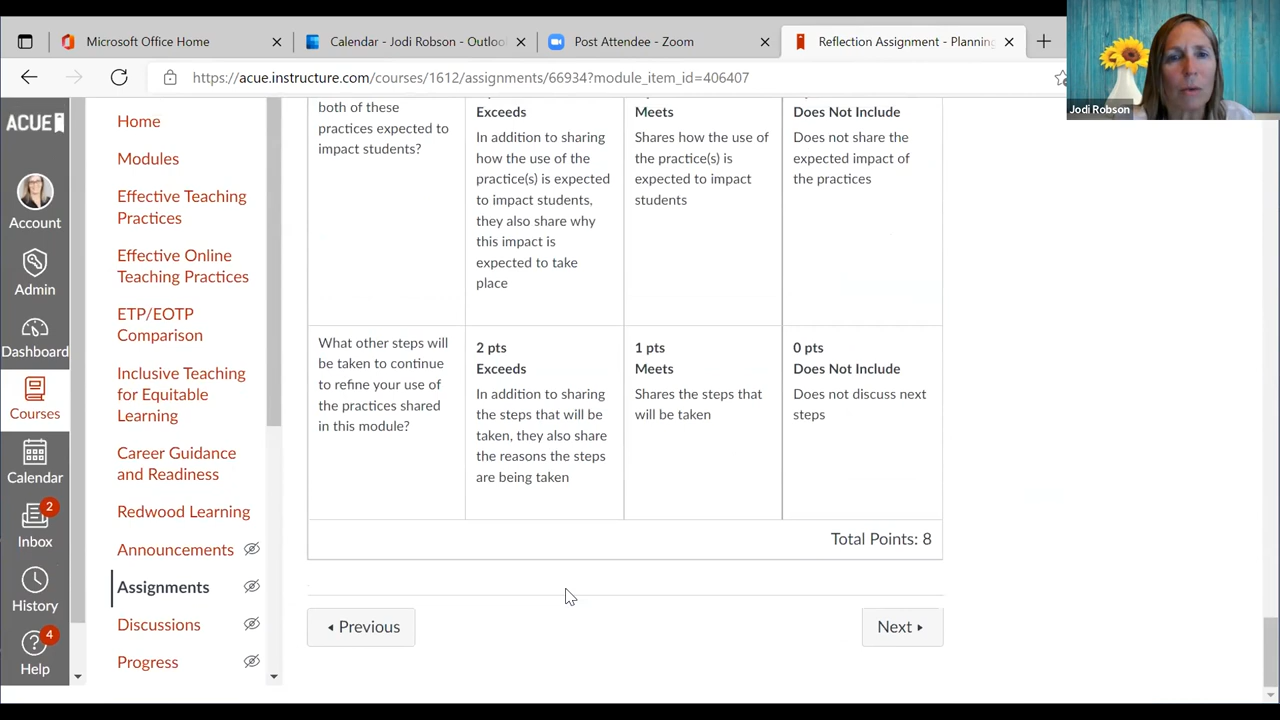 Microsoft Office Home
Calendar - Jodi Robson - Outloo
Post Attendee - Zoom
Reflection Assignment - Planning
https://acue.instructure.com/courses/1612/assignments/66934?module_item_id=406407
Jodi Robson
ACUE
Account
Admin
Dashboard
Courses
Calendar
2
Inbox
History
4
Help
Home
Modules
Effective Teaching
Practices
Effective Online
Teaching Practices
ETP/EOTP
Comparison
Inclusive Teaching
for Equitable
Learning
Career Guidance
and Readiness
Redwood Learning
Announcements
Assignments
Discussions
Progress
both of these
practices expected to
impact students?
Exceeds
In addition to sharing
how the use of the
practice(s) is expected
to impact students,
they also share why
this impact is
expected to take
place
Meets
Shares how the use of
the practice(s) is
expected to impact
students
Does Not Include
Does not share the
expected impact of
the practices
What other steps will
be taken to continue
to refine your use of
the practices shared
in this module?
2 pts
Exceeds
In addition to sharing
the steps that will be
taken, they also share
the reasons the steps
are being taken
1 pts
Meets
Shares the steps that
will be taken
0 pts
Does Not Include
Does not discuss next
steps
Total Points: 8
Previous
Next